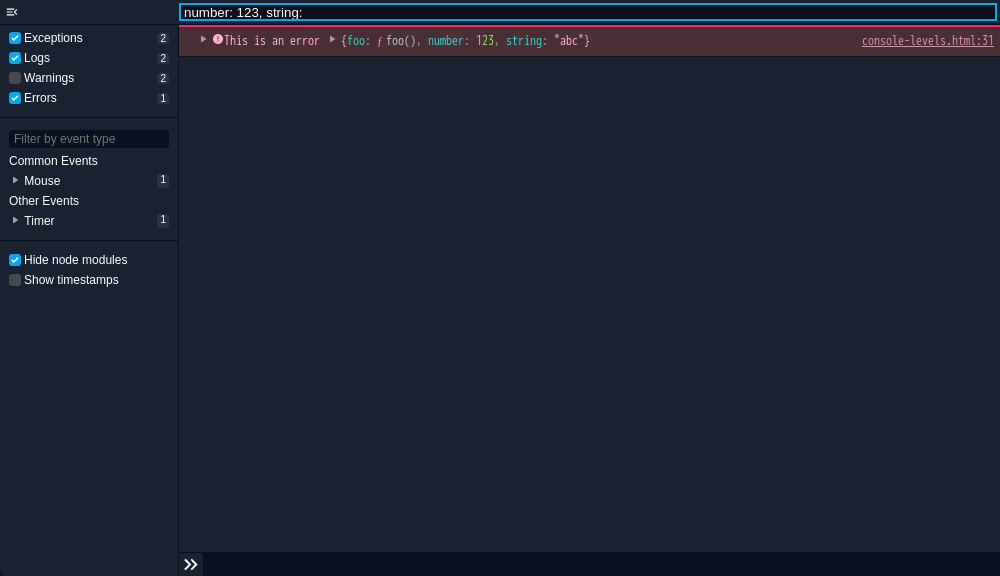 number: 123, string:
Exceptions 2
Logs 2
Warnings 2
Errors 1
Filter by event type
Common Events
Mouse 1
Other Events
Timer 1
Hide node modules
Show timestamps
This is an error {foo: ƒ foo(), number: 123, string: "abc"} console-levels.html:31